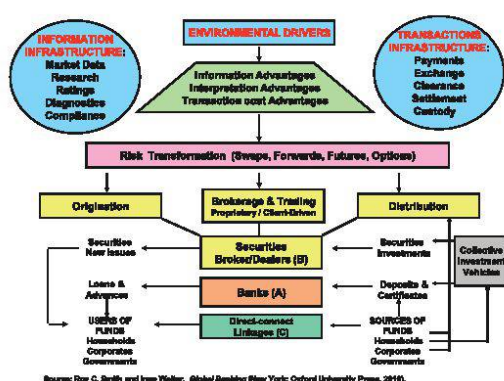 INFORMATION
INFRASTRUCTURE:
Market Data
Research
Ratings
Diagnostics
Compliance
ENVIRONMENTAL DRIVERS
Information Advantages
Interpretation Advantages
Transaction cost Advantages
TRANSACTIONS
INFRASTRUCTURE:
Payments
Exchange
Clearance
Settlement
Custody
Risk Transformation (Swaps, Forwards, Futures, Options)
Origination
Brokerage & Trading
Proprietary / Client-Driven
Distribution
Securities
New Issues
Securities
Broker/Dealers (B)
Securities
Investments
Collective
Investment
Vehicles
Loans &
Advances
Banks (A)
Deposits &
Certificates
USERS OF
FUNDS
Households
Corporates
Governments
Direct-connect
Linkages (C)
SOURCES OF
FUNDS
Households
Corporates
Governments
Source: Roy C. Smith and Ingo Walter, Global Banking (New York: Oxford University Press, 2010).